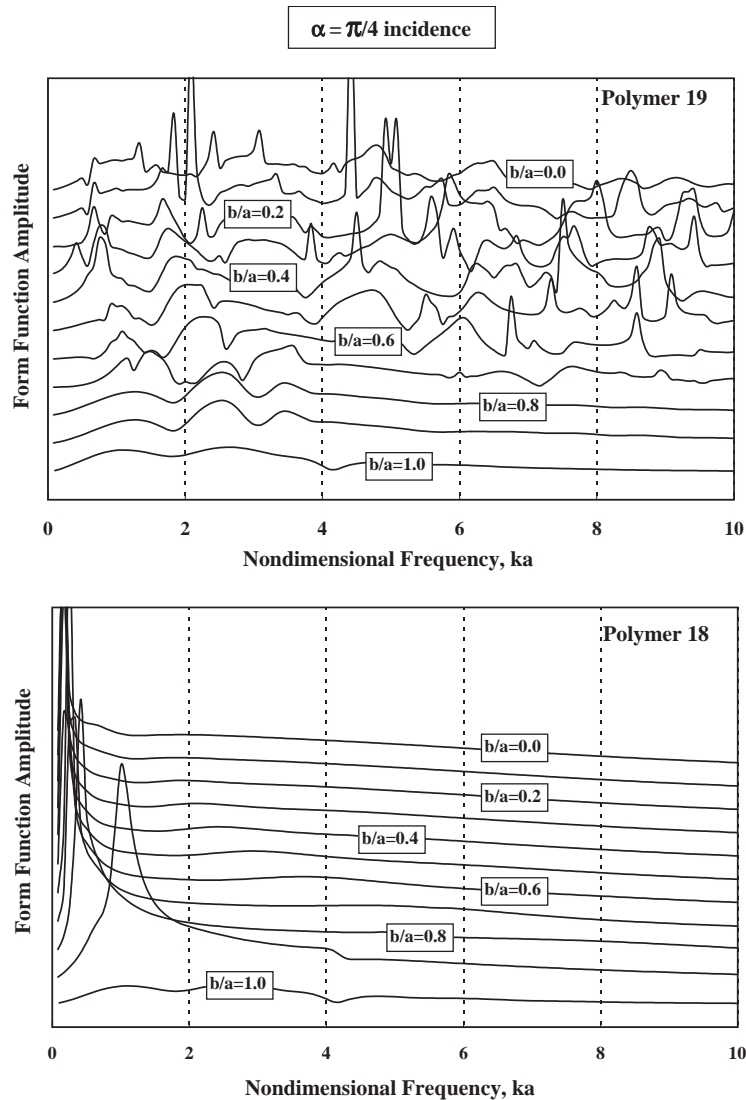 α = π/4 incidence
Polymer 19
Form Function Amplitude
b/a=0.0
b/a=0.2
b/a=0.4
b/a=0.6
b/a=0.8
b/a=1.0
0 2 4 6 8 10
Nondimensional Frequency, ka
Polymer 18
Form Function Amplitude
b/a=0.0
b/a=0.2
b/a=0.4
b/a=0.6
b/a=0.8
b/a=1.0
0 2 4 6 8 10
Nondimensional Frequency, ka